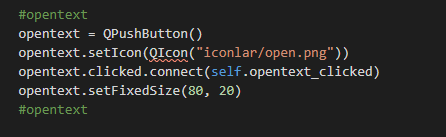 #opentext
opentext = QPushButton()
opentext.setIcon(QIcon("iconlar/open.png"))
opentext.clicked.connect(self.opentext_clicked)
opentext.setFixedSize(80, 20)
#opentext